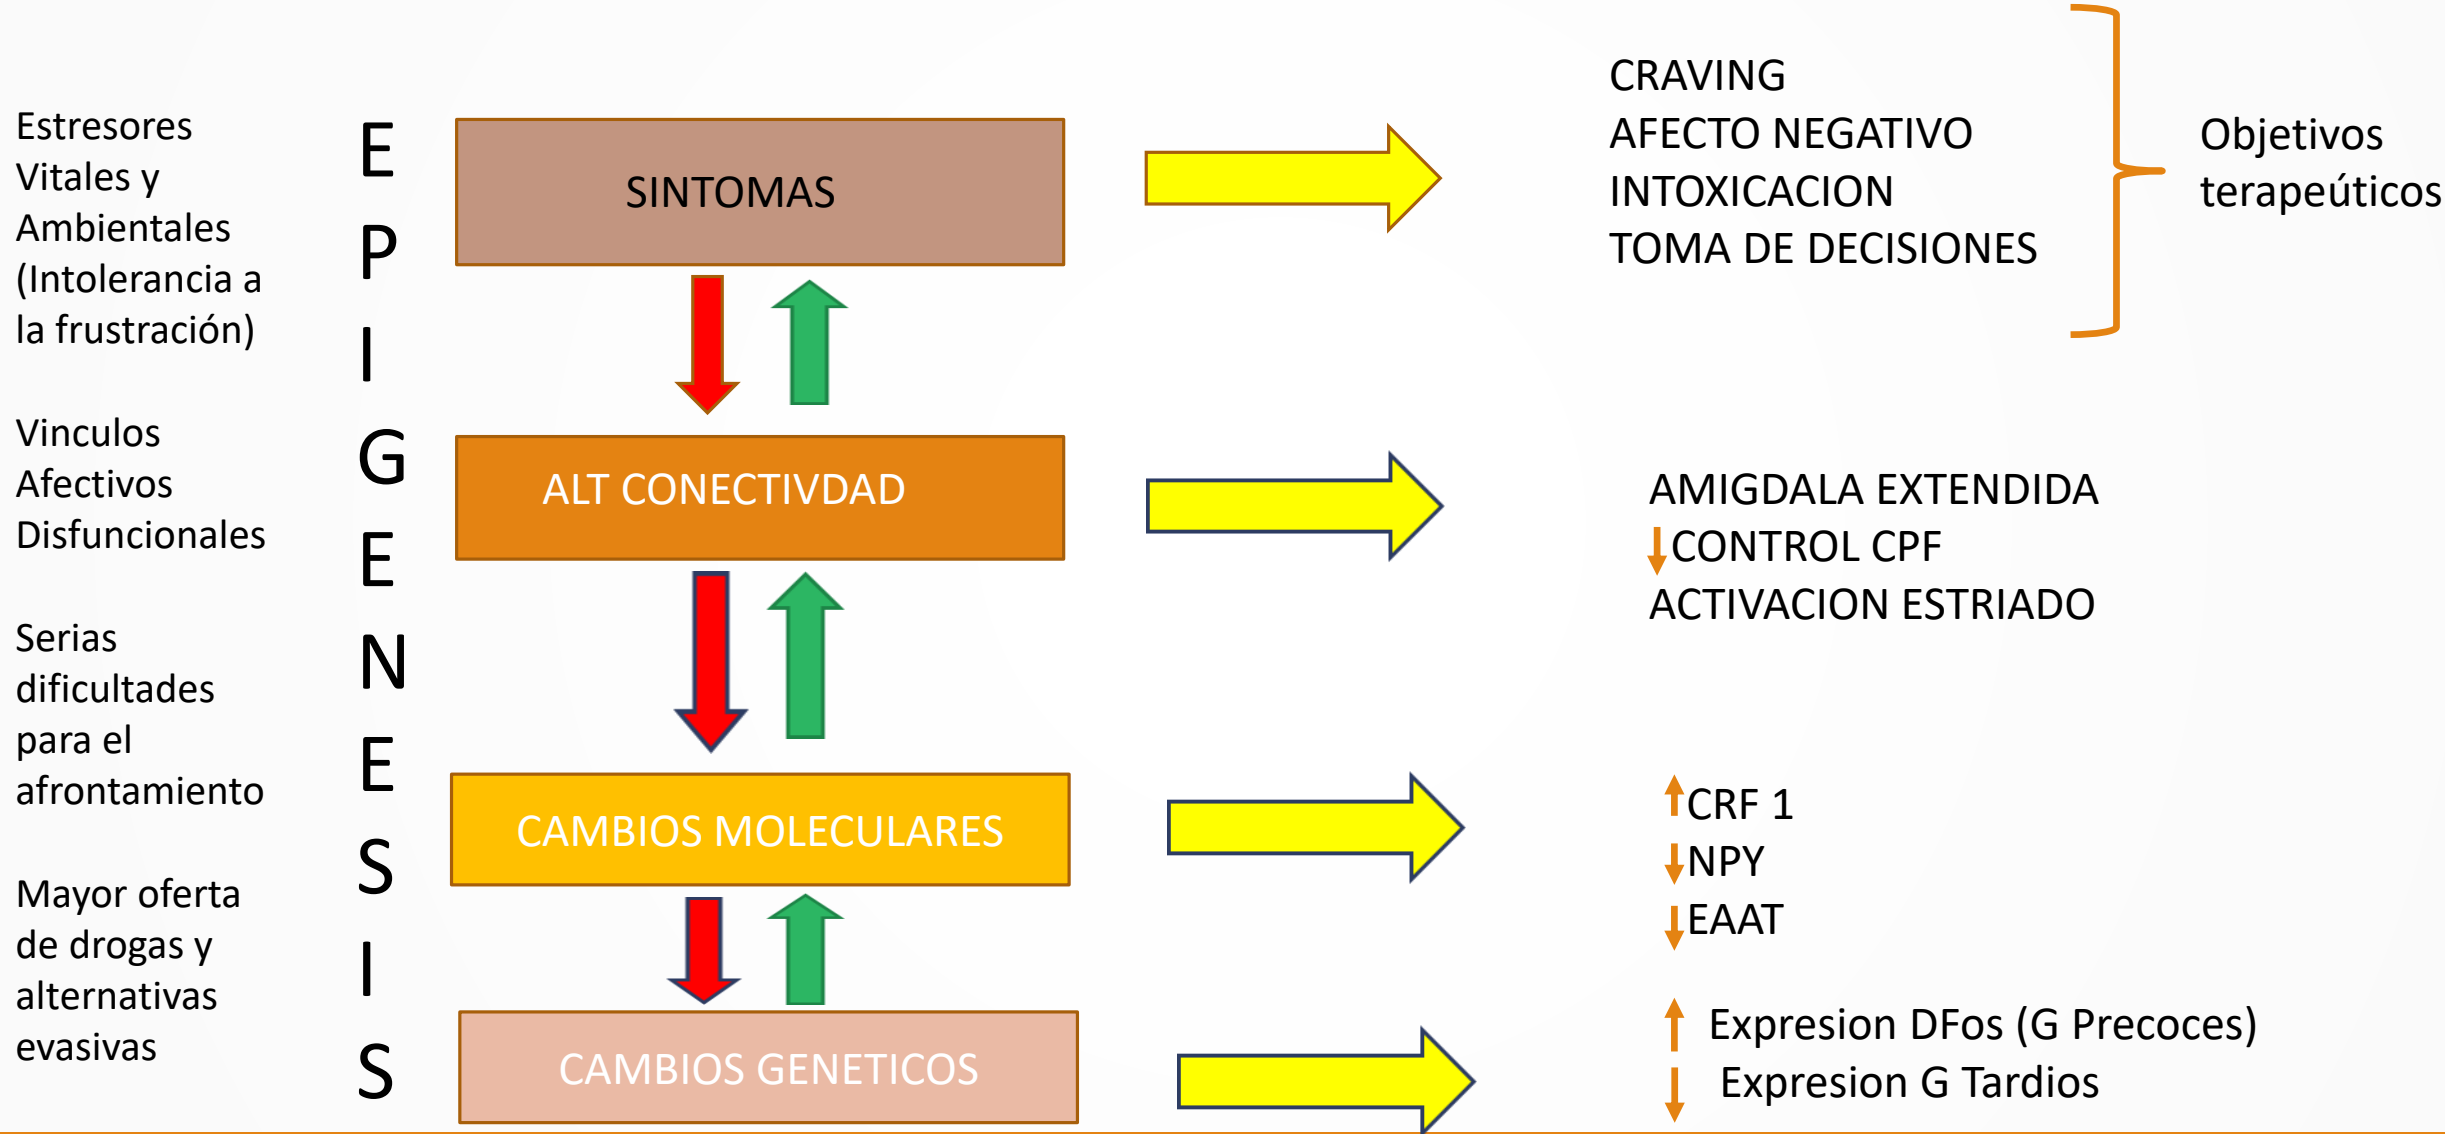 Estresores
Vitales y
Ambientales
(Intolerancia a
la frustración)
Vinculos
Afectivos
Disfuncionales
Serias
dificultades
para el
afrontamiento
Mayor oferta
de drogas y
alternativas
evasivas
E
P
I
G
E
N
E
S
I
S
SINTOMAS
ALT CONECTIVDAD
CAMBIOS MOLECULARES
CAMBIOS GENETICOS
CRAVING
AFECTO NEGATIVO
INTOXICACION
TOMA DE DECISIONES
Objetivos
terapeúticos
AMIGDALA EXTENDIDA
CONTROL CPF
ACTIVACION ESTRIADO
CRF 1
NPY
EAAT
Expresion DFos (G Precoces)
Expresion G Tardios